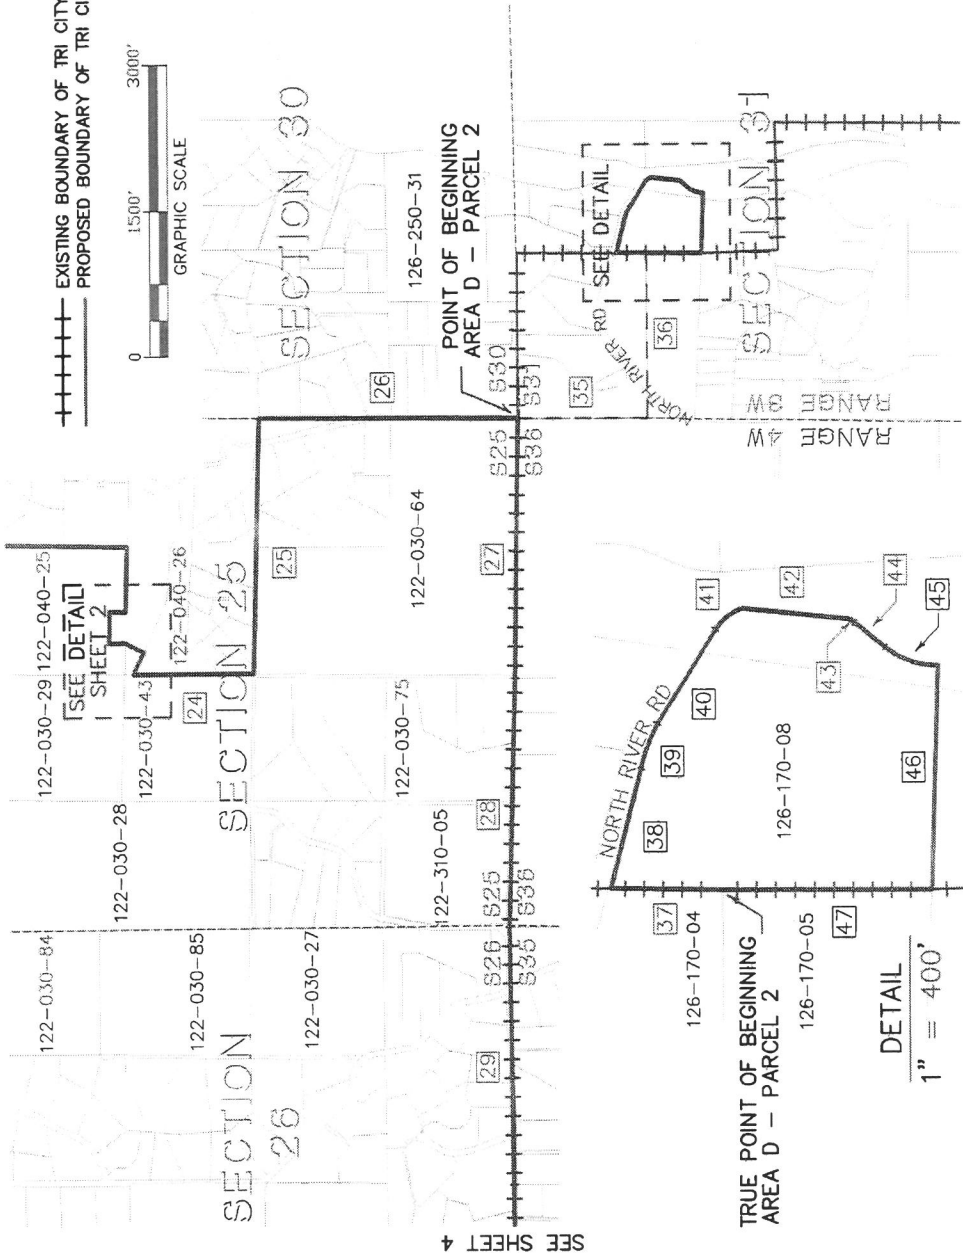 EXISTING BOUNDARY OF TRI CITY
PROPOSED BOUNDARY OF TRI CI
0 1500' 3000'
GRAPHIC SCALE
SECTION 30
126-250-31
POINT OF BEGINNING
AREA D - PARCEL 2
26
S25 S30
S36 S31
35
36
NORTH RIVER RD
SEE DETAIL
SECTION 31
RANGE 4W
RANGE 3W
122-030-29
122-040-25
SEE DETAIL
SHEET 2
122-030-43
122-040-26
24
25
SECTION 25
122-030-28
122-030-64
122-030-75
27
28
122-310-05
S26 S25
S35 S36
122-030-84
122-030-85
122-030-27
SECTION
26
29
SEE SHEET 4
NORTH RIVER RD
37
38
39
40
41
42
43
44
45
46
47
126-170-04
126-170-08
126-170-05
TRUE POINT OF BEGINNING
AREA D - PARCEL 2
DETAIL
1" = 400'